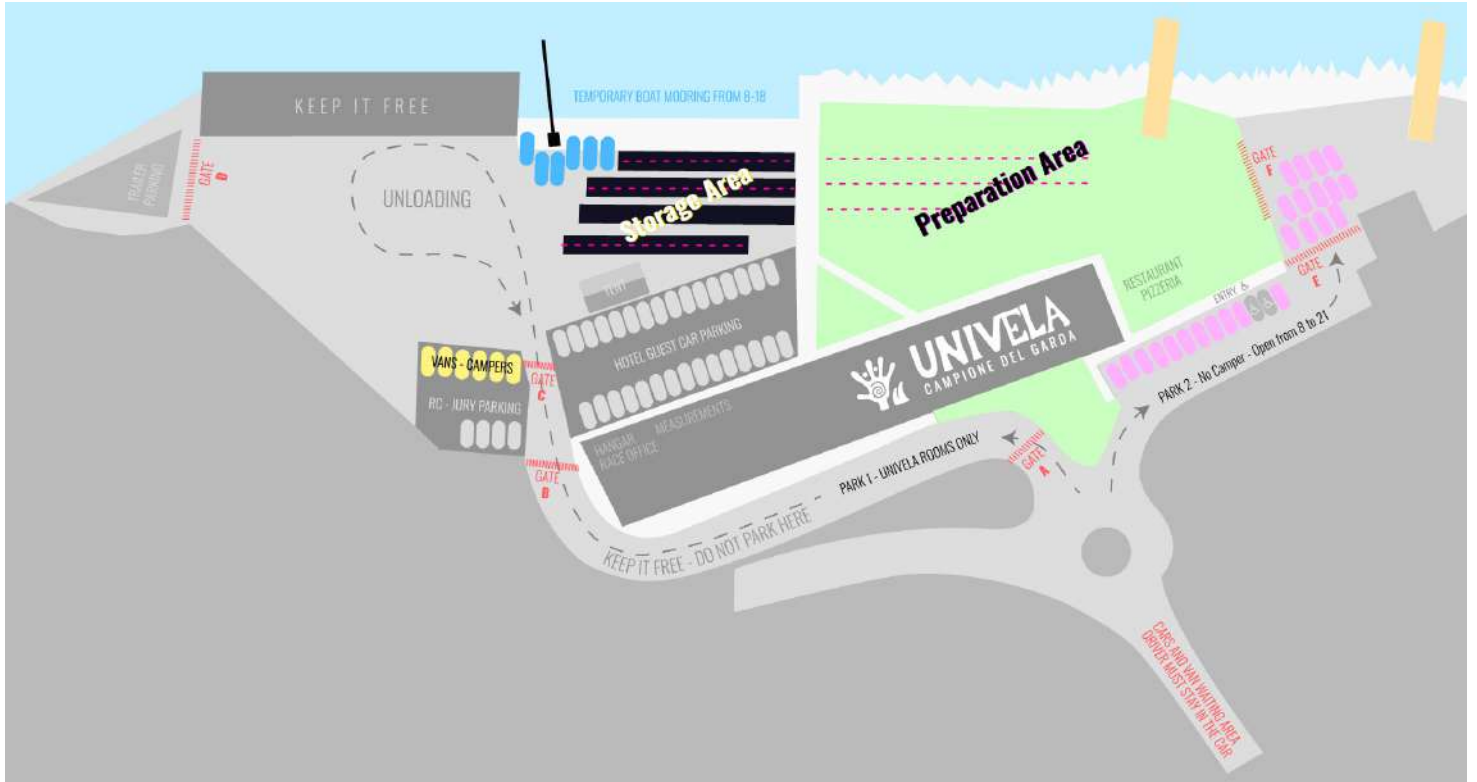 KEEP IT FREE
TEMPORARY BOAT MOORING FROM 8-18
TRAILER
PARKING
GATE
D
UNLOADING
Storage Area
Preparation Area
GATE
F
GATE
E
TENT
HOTEL GUEST CAR PARKING
VANS - CAMPERS
GATE
C
RC - JURY PARKING
GATE
B
HANGAR
RACE OFFICE
MEASUREMENTS
UNIVELA
CAMPIONE DEL GARDA
RESTAURANT
PIZZERIA
ENTRY
PARK 2 - No Camper - Open from 8 to 21
PARK 1 - UNIVELA ROOMS ONLY
GATE
A
KEEP IT FREE - DO NOT PARK HERE
CARS AND VAN WAITING AREA
DRIVER MUST STAY IN THE CAR